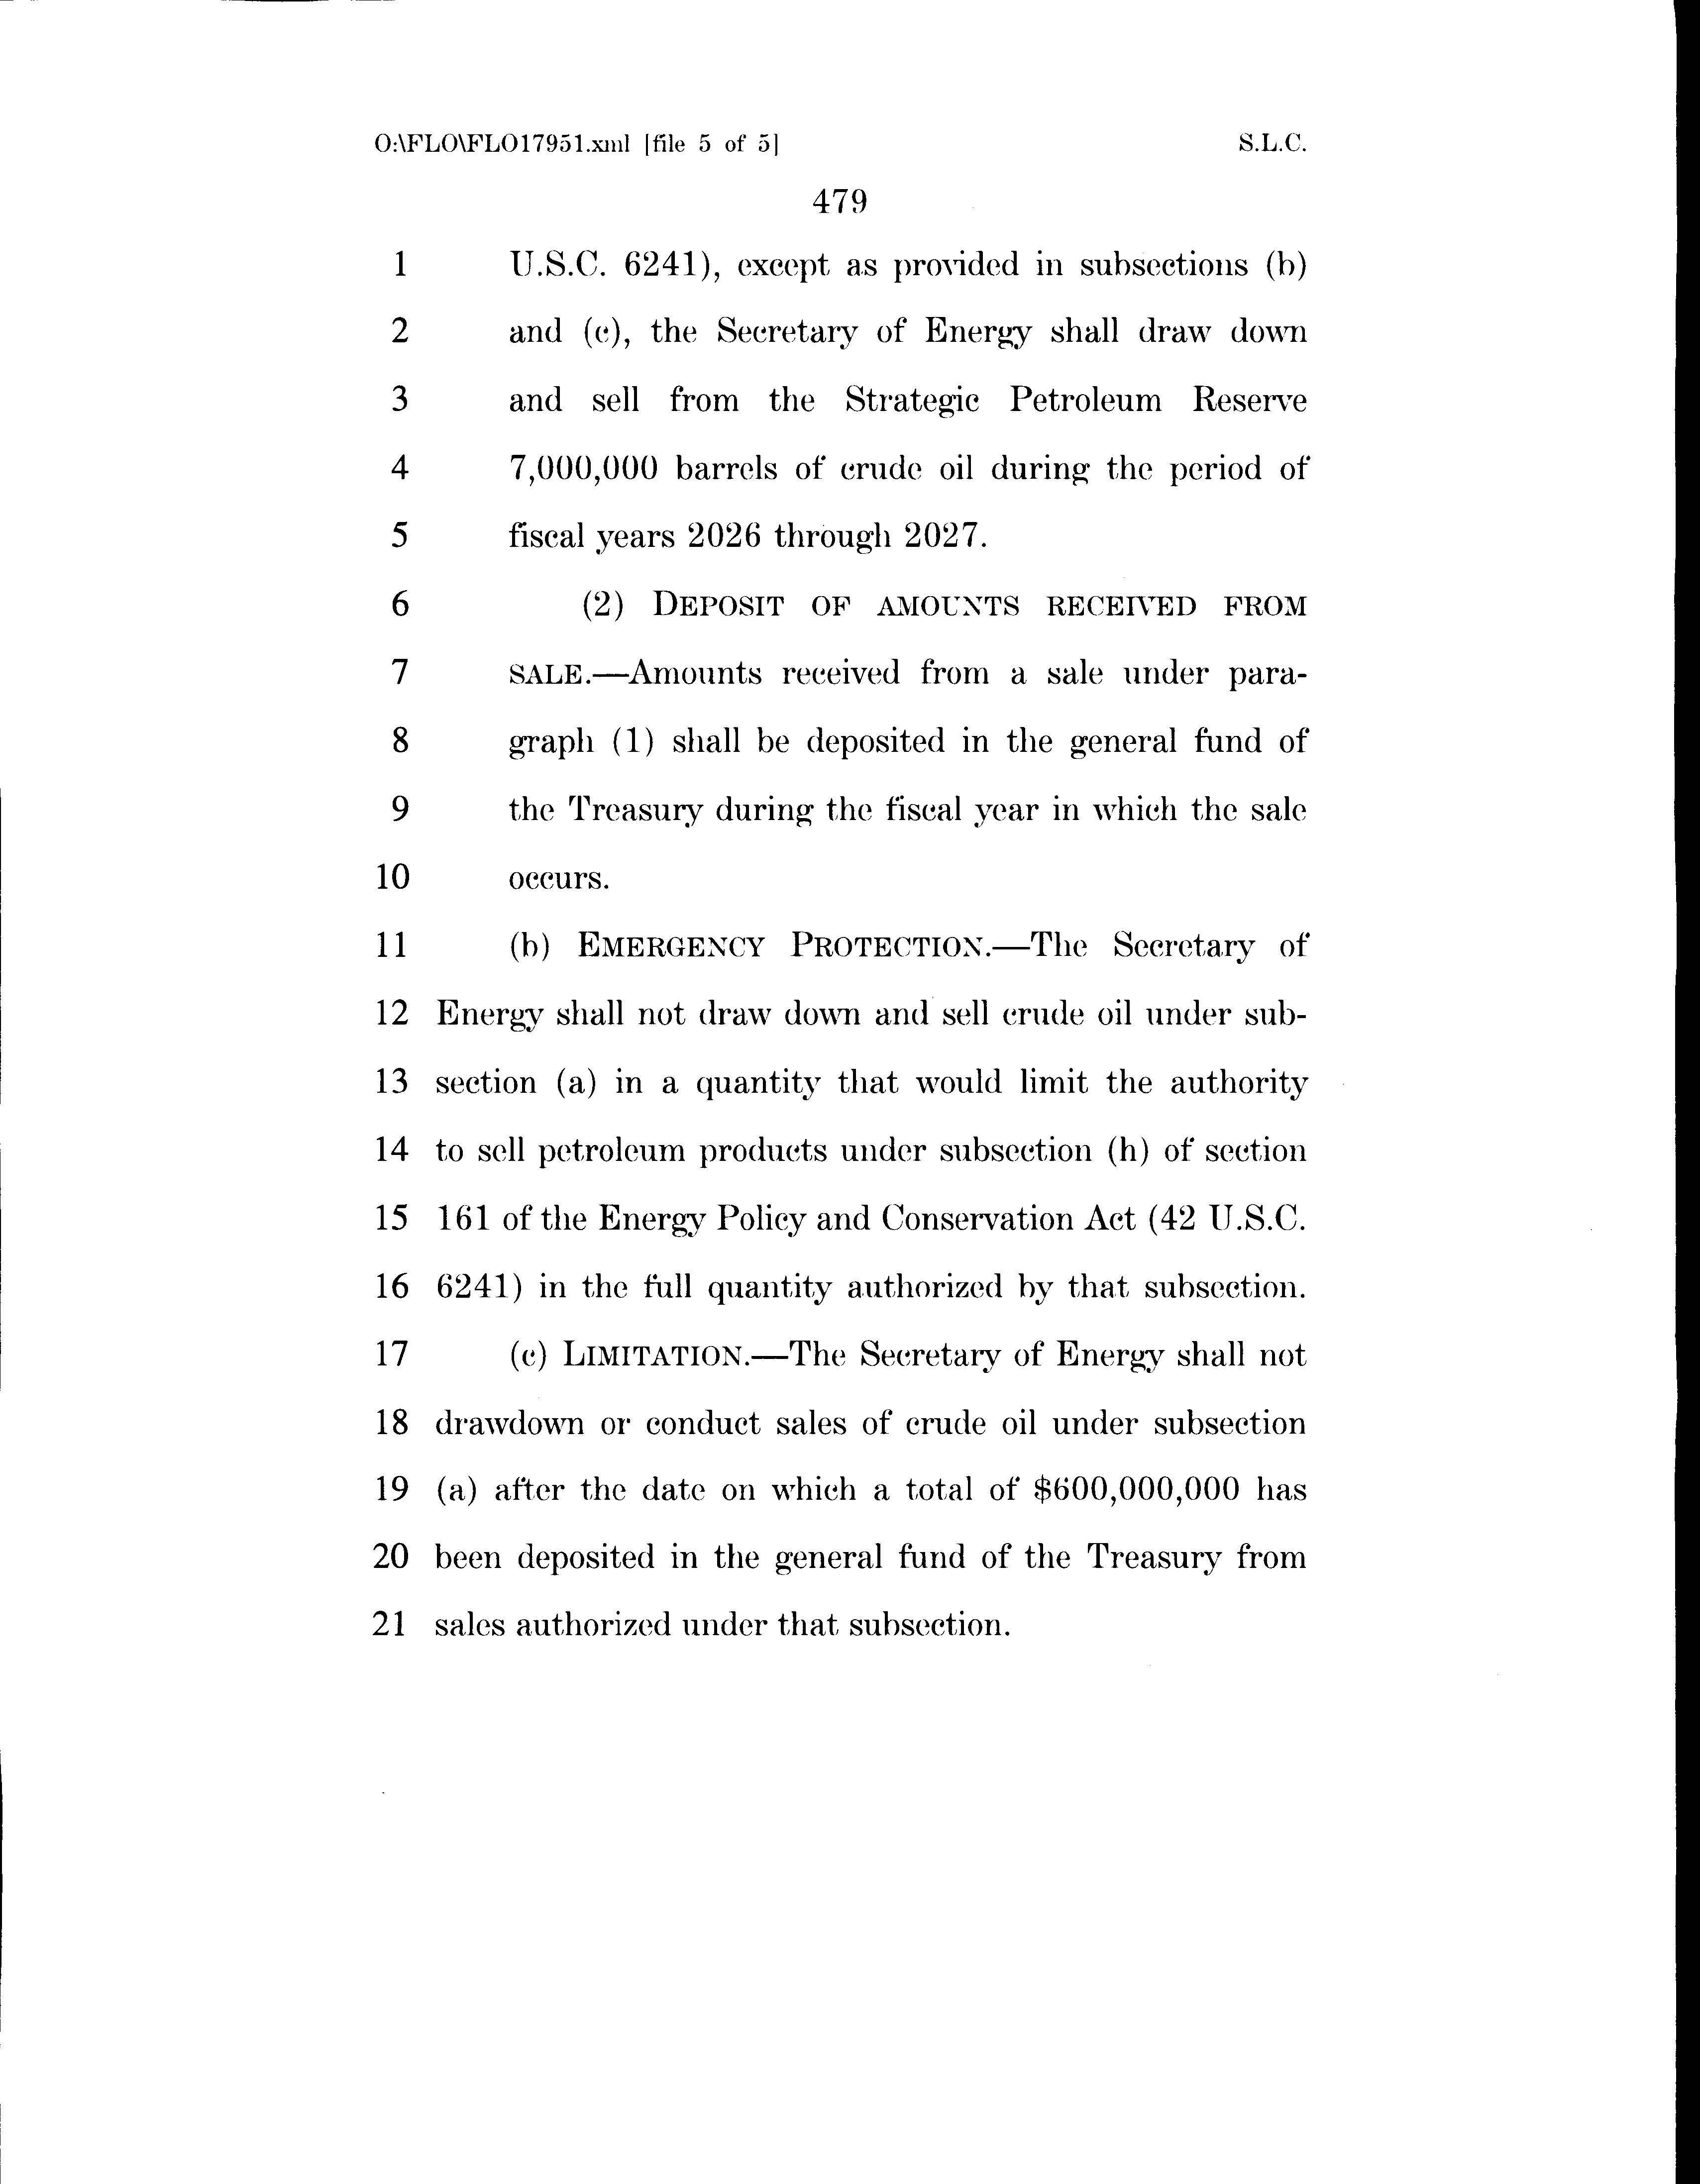 O:\FLO\FLO17951.xml [file 5 of 5] S.L.C.
479
1 U.S.C. 6241), except as provided in subsections (b)
2 and (c), the Secretary of Energy shall draw down
3 and sell from the Strategic Petroleum Reserve
4 7,000,000 barrels of crude oil during the period of
5 fiscal years 2026 through 2027.
6 (2) DEPOSIT OF AMOUNTS RECEIVED FROM
7 SALE.—Amounts received from a sale under para-
8 graph (1) shall be deposited in the general fund of
9 the Treasury during the fiscal year in which the sale
10 occurs.
11 (b) EMERGENCY PROTECTION.—The Secretary of
12 Energy shall not draw down and sell crude oil under sub-
13 section (a) in a quantity that would limit the authority
14 to sell petroleum products under subsection (h) of section
15 161 of the Energy Policy and Conservation Act (42 U.S.C.
16 6241) in the full quantity authorized by that subsection.
17 (c) LIMITATION.—The Secretary of Energy shall not
18 drawdown or conduct sales of crude oil under subsection
19 (a) after the date on which a total of $600,000,000 has
20 been deposited in the general fund of the Treasury from
21 sales authorized under that subsection.